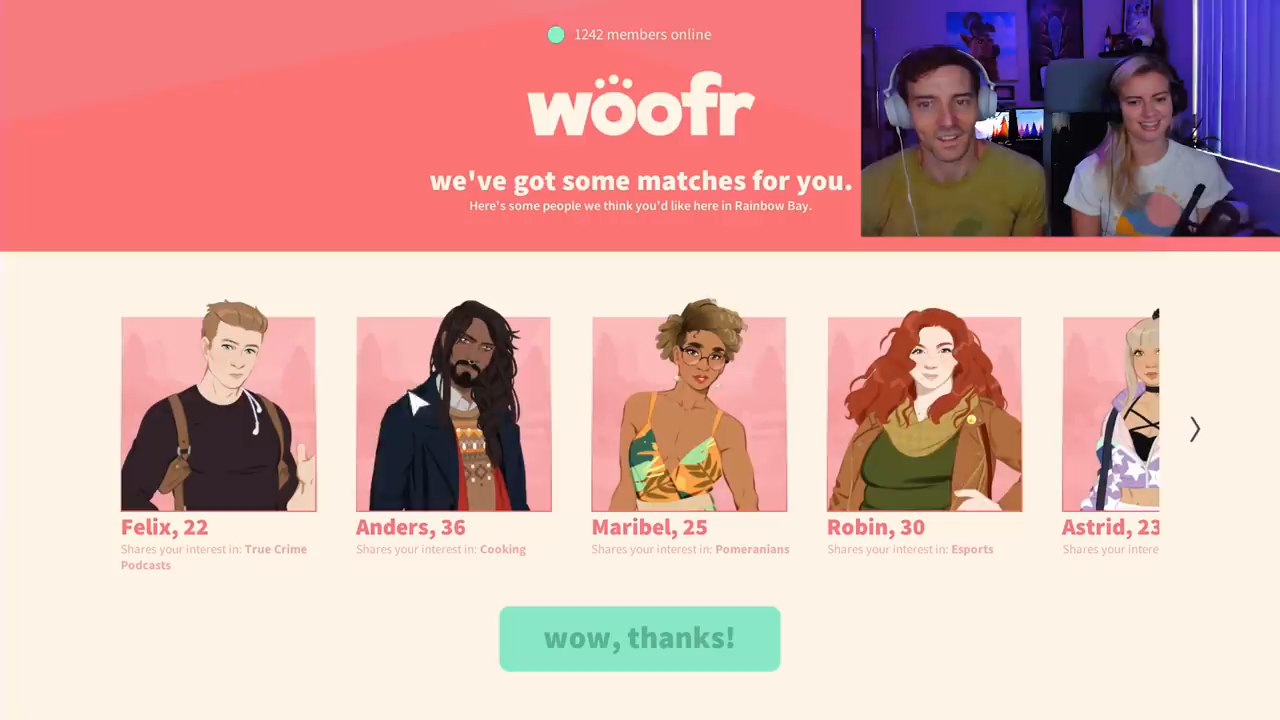 1242 members online
wöofr
we've got some matches for you.
Here's some people we think you'd like here in Rainbow Bay.
Felix, 22
Shares your interest in: True Crime
Podcasts
Anders, 36
Shares your interest in: Cooking
Maribel, 25
Shares your interest in: Pomeranians
Robin, 30
Shares your interest in: Esports
Astrid, 23
Shares your intere
wow, thanks!